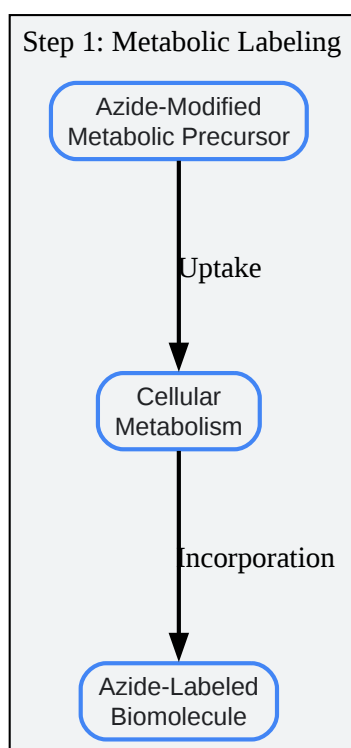 Step 1: Metabolic Labeling
Azide-Modified
Metabolic Precursor
Uptake
Cellular
Metabolism
Incorporation
Azide-Labeled
Biomolecule